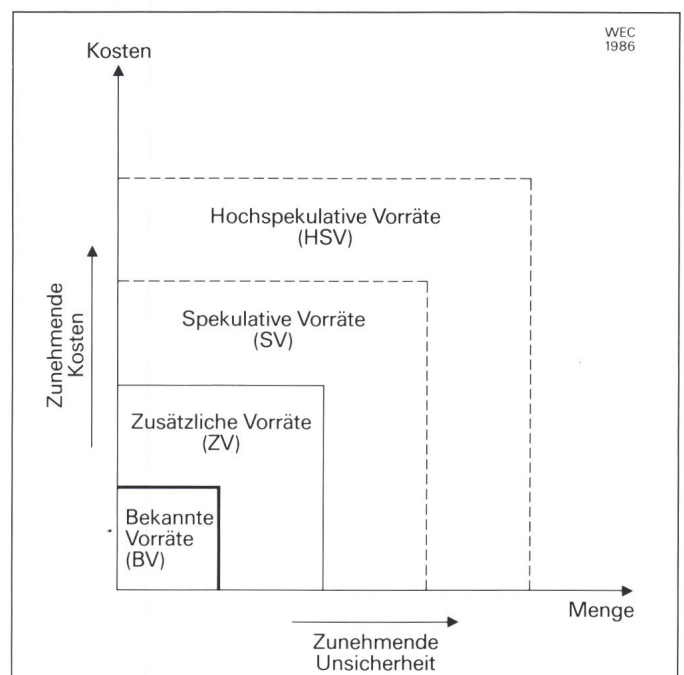 WEC
1986
Kosten
Hochspekulative Vorräte
(HSV)
Spekulative Vorräte
(SV)
Zunehmende
Kosten
Zusätzliche Vorräte
(ZV)
Bekannte
Vorräte
(BV)
Menge
Zunehmende
Unsicherheit